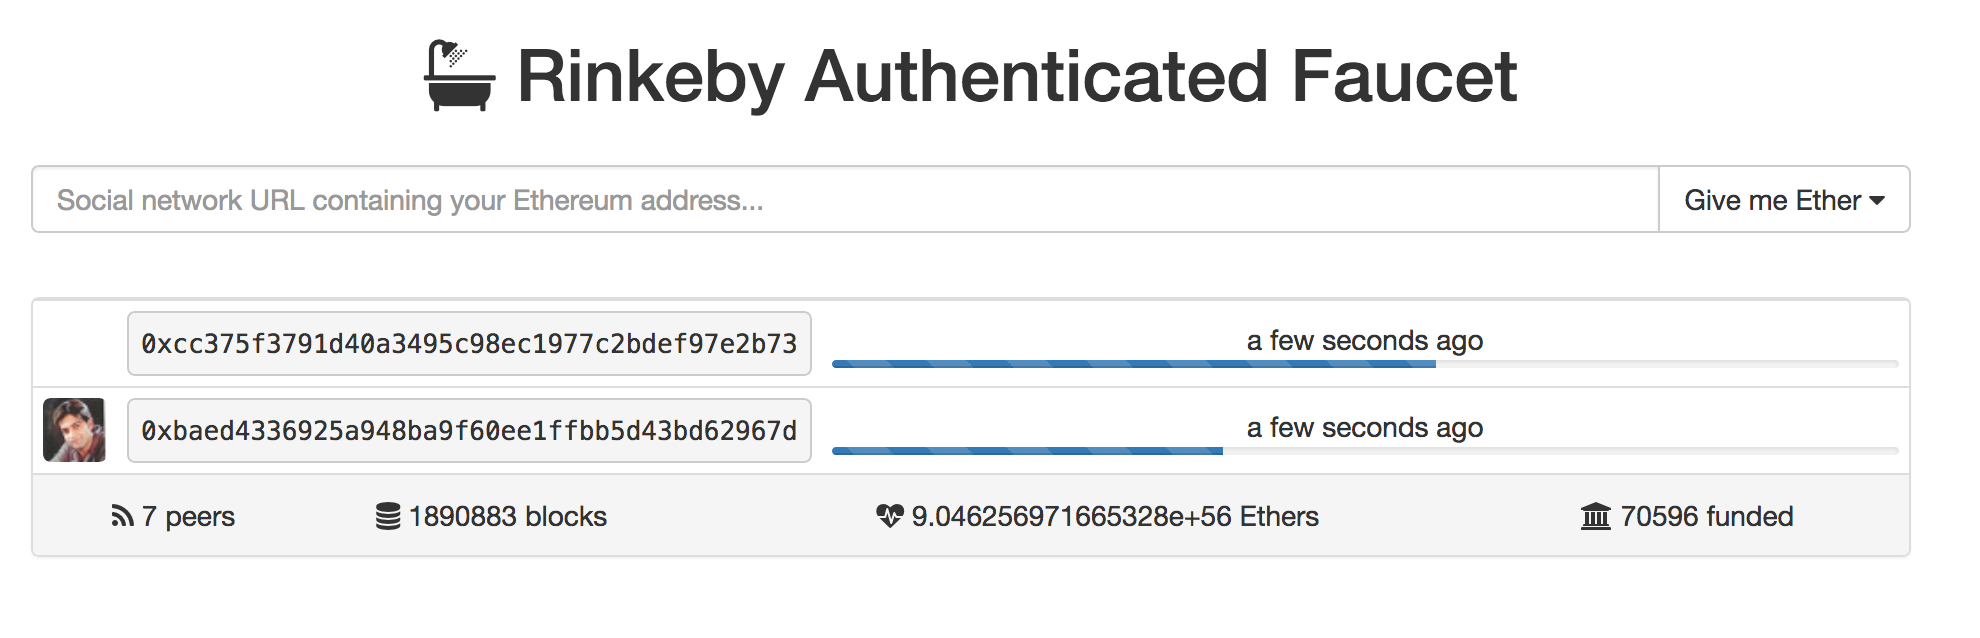 Rinkeby Authenticated Faucet
Social network URL containing your Ethereum address...
Give me Ether
0xcc375f3791d40a3495c98ec1977c2bdef97e2b73
a few seconds ago
0xbaed4336925a948ba9f60ee1ffbb5d43bd62967d
a few seconds ago
7 peers
1890883 blocks
9.046256971665328e+56 Ethers
70596 funded